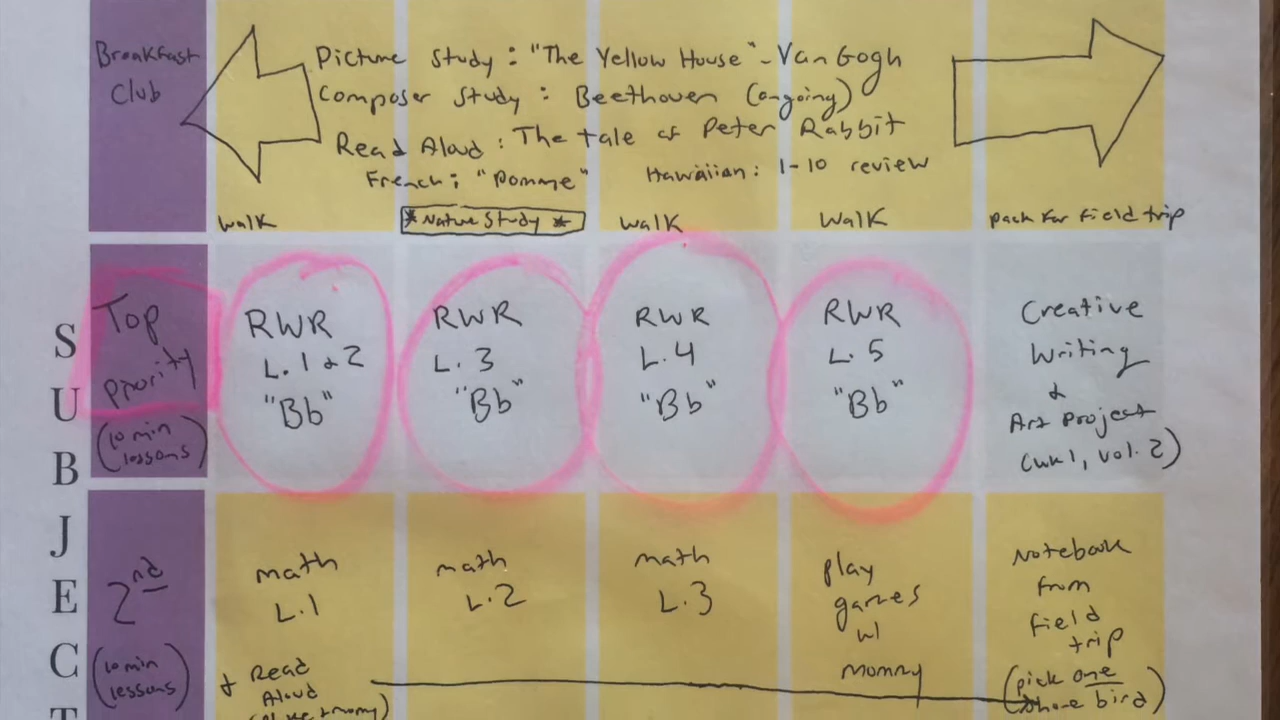 Breakfast
Club
Picture Study : "The Yellow House" - Van Gogh
Composer Study : Beethoven (ongoing)
Read Aloud : The tale of Peter Rabbit
French : "Pomme"
Hawaiian : 1-10 review
walk
* Nature Study *
walk
walk
pack for field trip
SUBJECT
Top
priority
(10 min
lessons)
RWR
L. 1 & 2
"Bb"
RWR
L. 3
"Bb"
RWR
L. 4
"Bb"
RWR
L. 5
"Bb"
Creative
Writing
&
Art Project
(wk 1, vol. 2)
2nd
(10 min
lessons)
math
L. 1
+ Read
Aloud
math
L. 2
math
L. 3
play
games
w/
mommy
Notebook
from
field
trip
(pick one
shore bird)